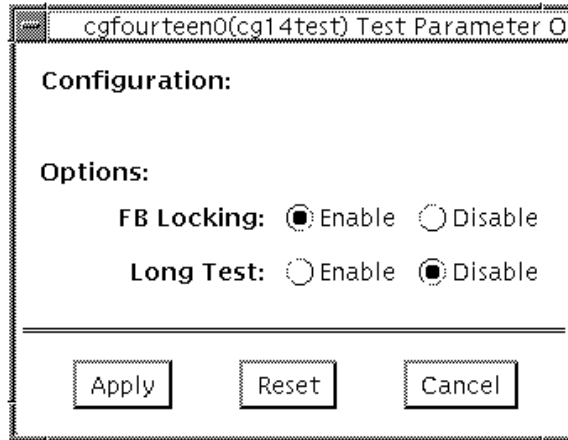 cgfourteen0(cg14test) Test Parameter O
Configuration:
Options:
FB Locking: Enable Disable
Long Test: Enable Disable
Apply Reset Cancel